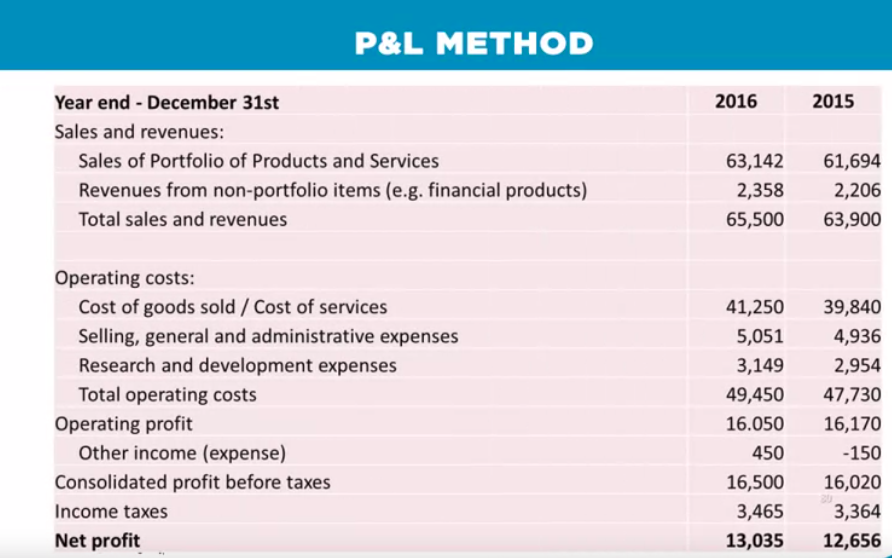 P&L METHOD
Year end - December 31st 2016 2015
Sales and revenues:
Sales of Portfolio of Products and Services 63,142 61,694
Revenues from non-portfolio items (e.g. financial products) 2,358 2,206
Total sales and revenues 65,500 63,900
Operating costs:
Cost of goods sold / Cost of services 41,250 39,840
Selling, general and administrative expenses 5,051 4,936
Research and development expenses 3,149 2,954
Total operating costs 49,450 47,730
Operating profit 16.050 16,170
Other income (expense) 450 -150
Consolidated profit before taxes 16,500 16,020
Income taxes 3,465 3,364
Net profit 13,035 12,656